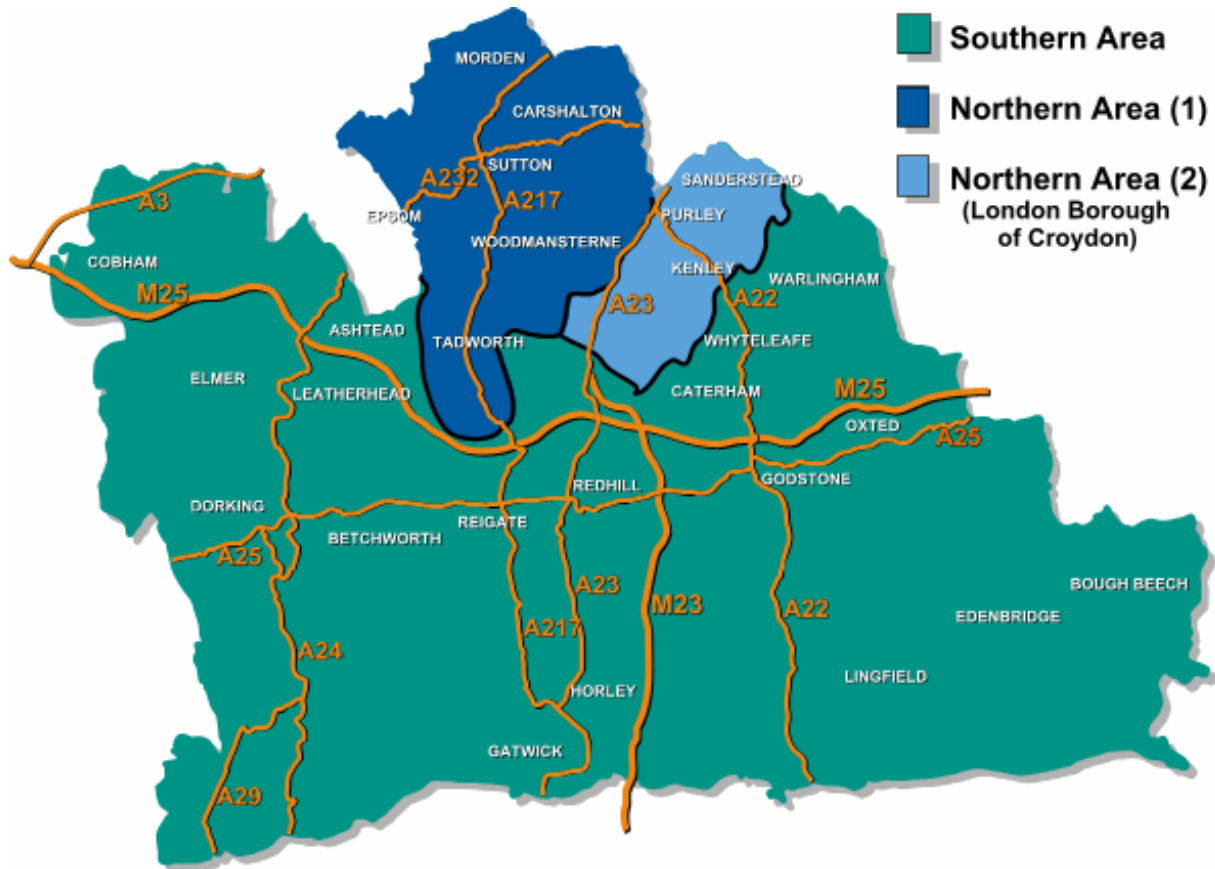 Southern Area
Northern Area (1)
Northern Area (2)
(London Borough
of Croydon)
MORDEN
CARSHALTON
SUTTON
A232
A217
EPSOM
WOODMANSTERNE
SANDERSTEAD
PURLEY
KENLEY
A3
COBHAM
M25
A23
A22
WARLINGHAM
ASHTEAD
TADWORTH
WHYTELEAFE
ELMER
LEATHERHEAD
CATERHAM
M25
OXTED
A25
GODSTONE
REDHILL
DORKING
REIGATE
BETCHWORTH
A25
A23
M23
A22
BOUGH BEECH
EDENBRIDGE
A217
A24
LINGFIELD
HORLEY
GATWICK
A29